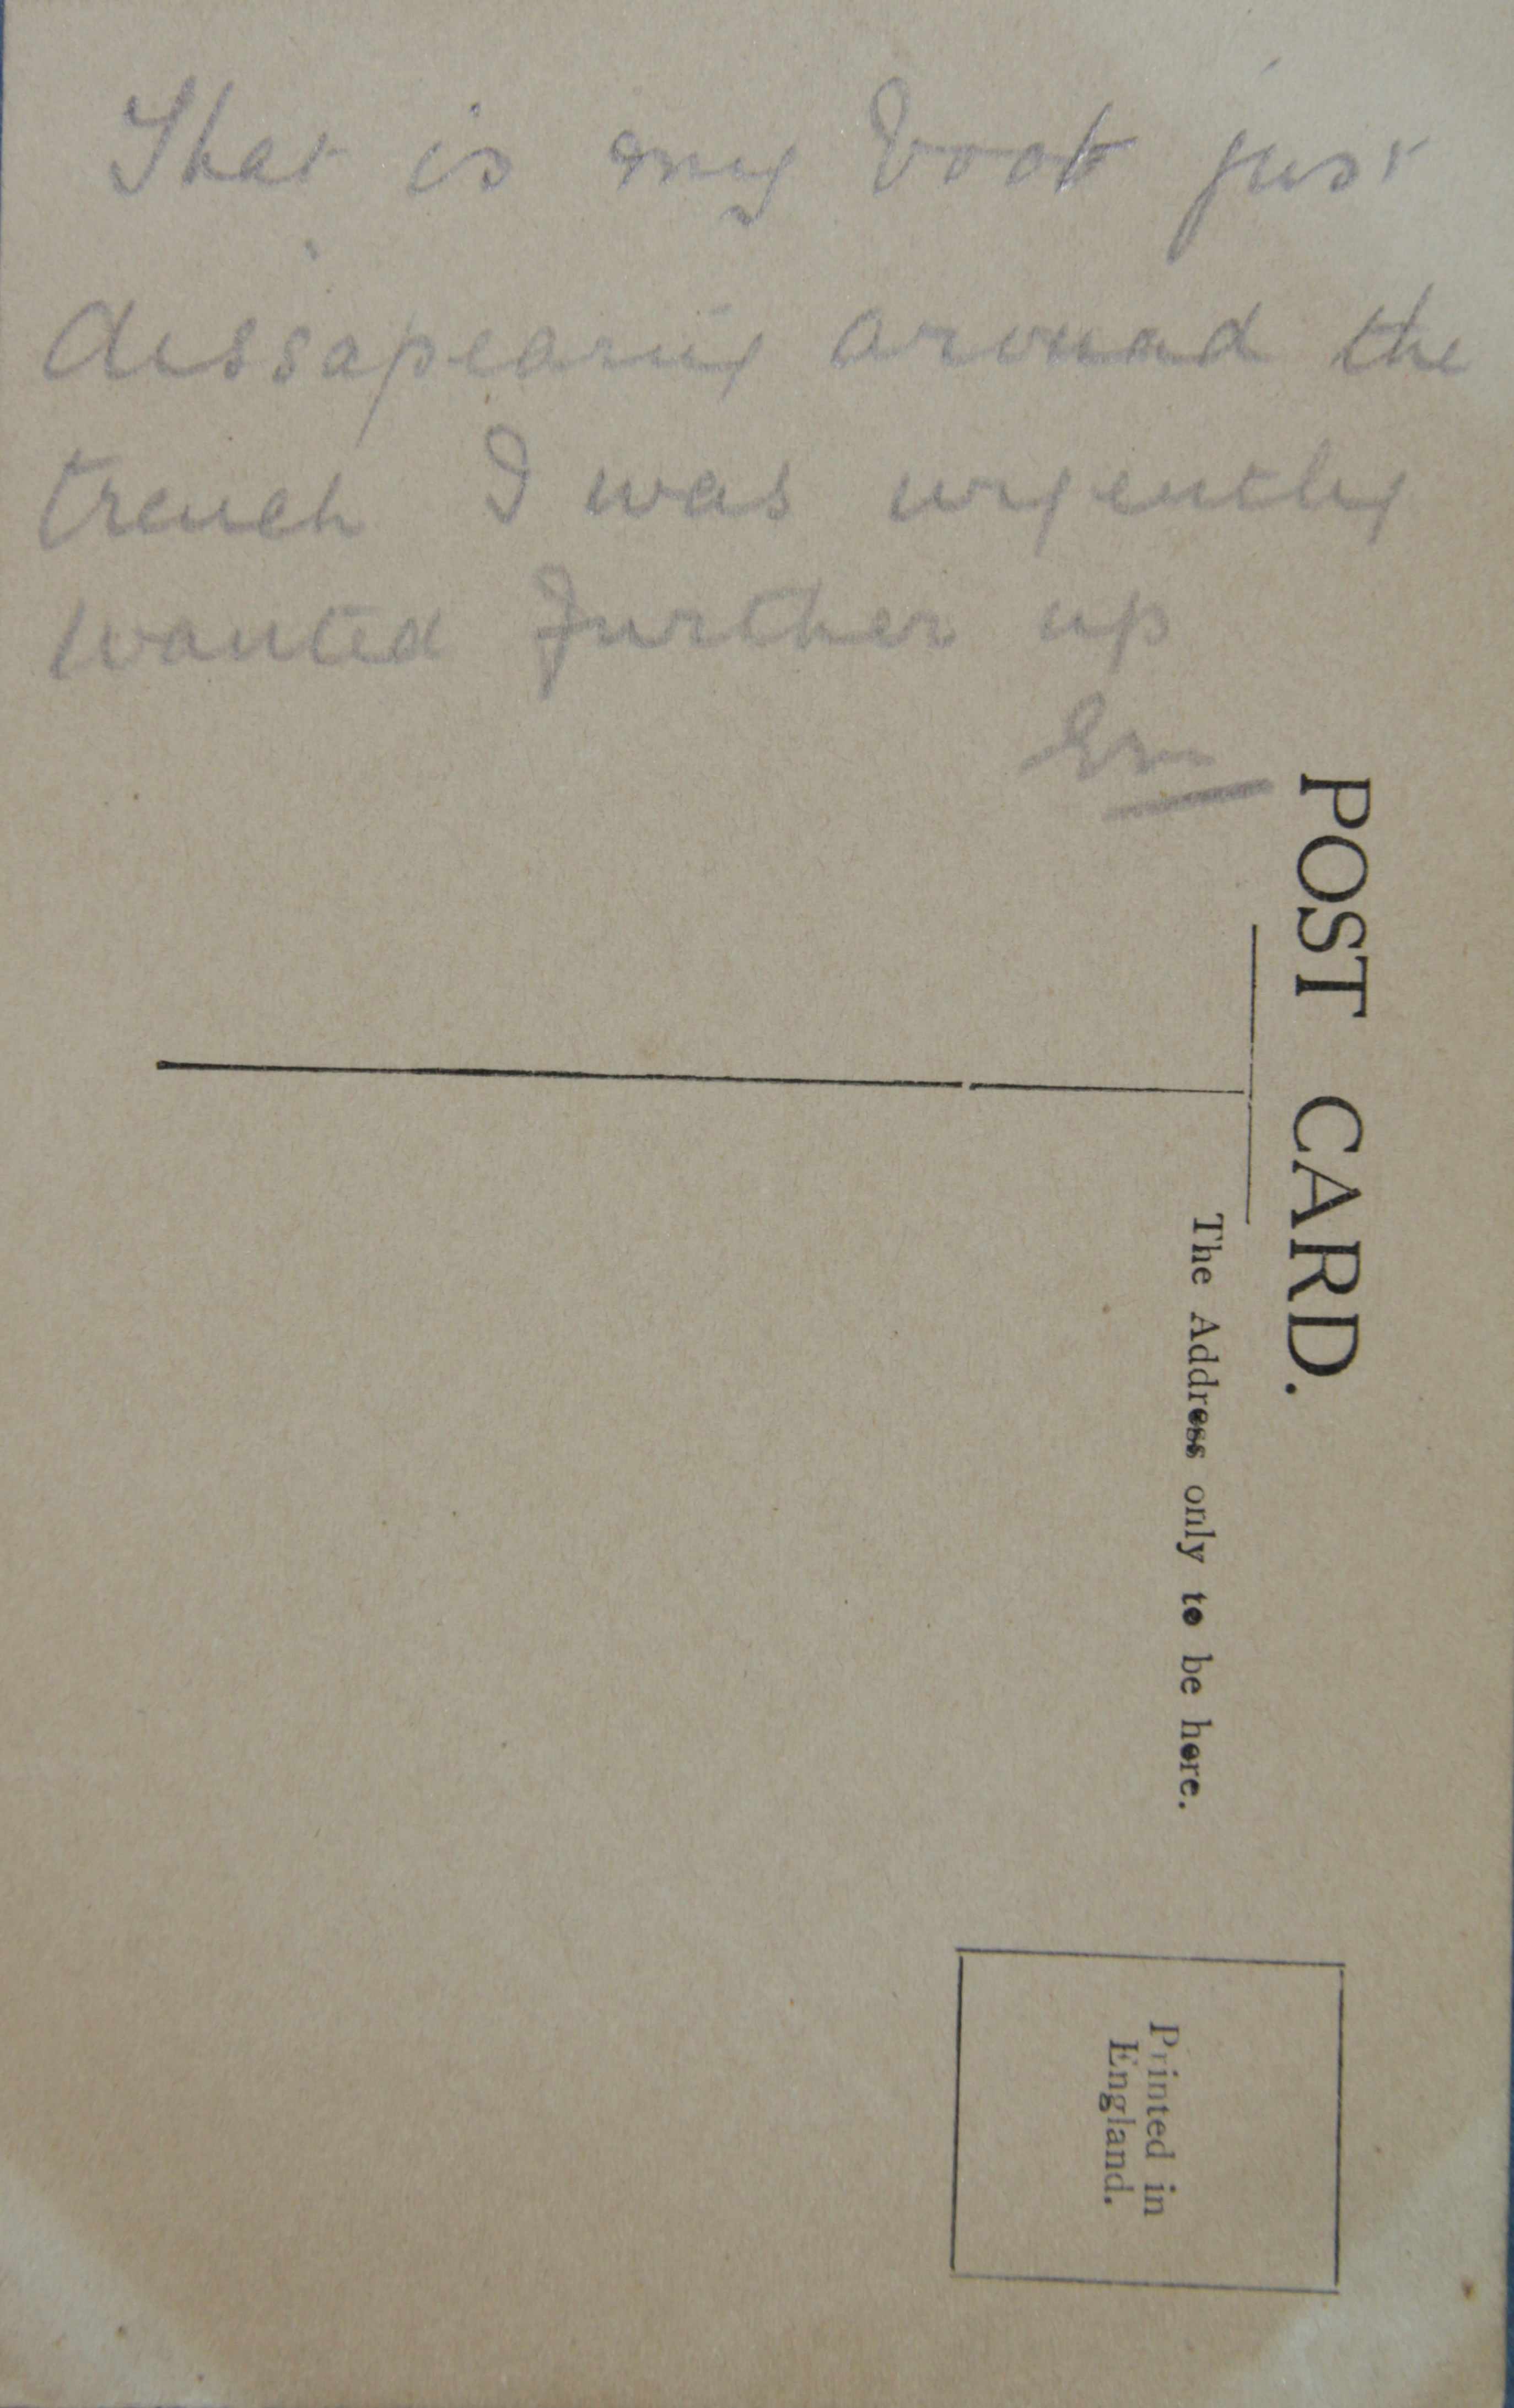 That is my boot just
dissapearing around the
trench I was urgently
wanted further up
Em
POST CARD.
The Address only to be here.
Printed in
England.